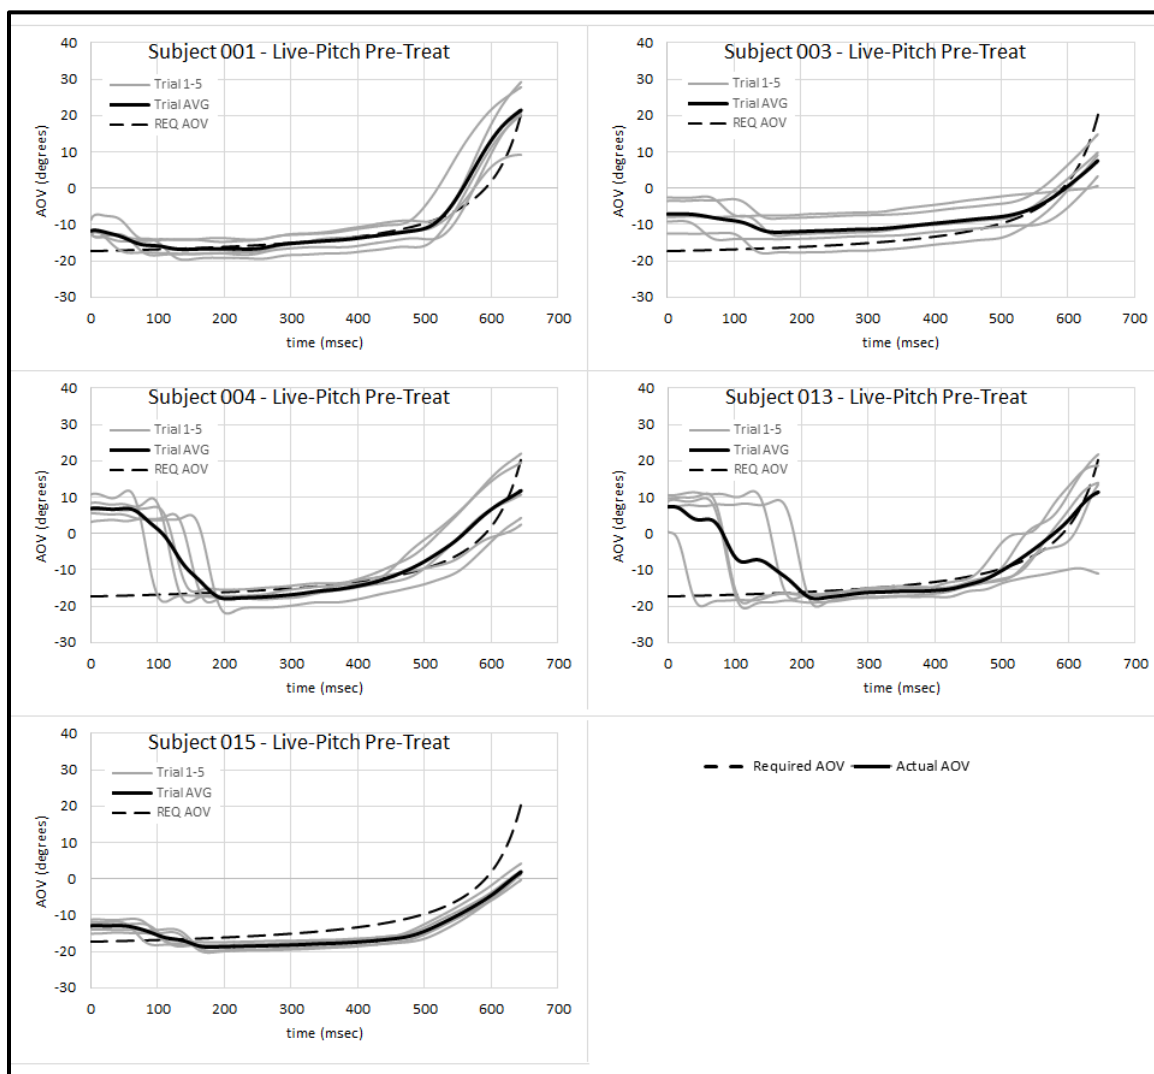 Subject 001 - Live-Pitch Pre-Treat
Trial 1-5
Trial AVG
REQ AOV
AOV (degrees)
40
30
20
10
0
-10
-20
-30
0 100 200 300 400 500 600 700
time (msec)
Subject 003 - Live-Pitch Pre-Treat
Trial 1-5
Trial AVG
REQ AOV
AOV (degrees)
40
30
20
10
0
-10
-20
-30
0 100 200 300 400 500 600 700
time (msec)
Subject 004 - Live-Pitch Pre-Treat
Trial 1-5
Trial AVG
REQ AOV
AOV (degrees)
40
30
20
10
0
-10
-20
-30
0 100 200 300 400 500 600 700
time (msec)
Subject 013 - Live-Pitch Pre-Treat
Trial 1-5
Trial AVG
REQ AOV
AOV (degrees)
40
30
20
10
0
-10
-20
-30
0 100 200 300 400 500 600 700
time (msec)
Subject 015 - Live-Pitch Pre-Treat
Trial 1-5
Trial AVG
REQ AOV
AOV (degrees)
40
30
20
10
0
-10
-20
-30
0 100 200 300 400 500 600 700
time (msec)
Required AOV Actual AOV